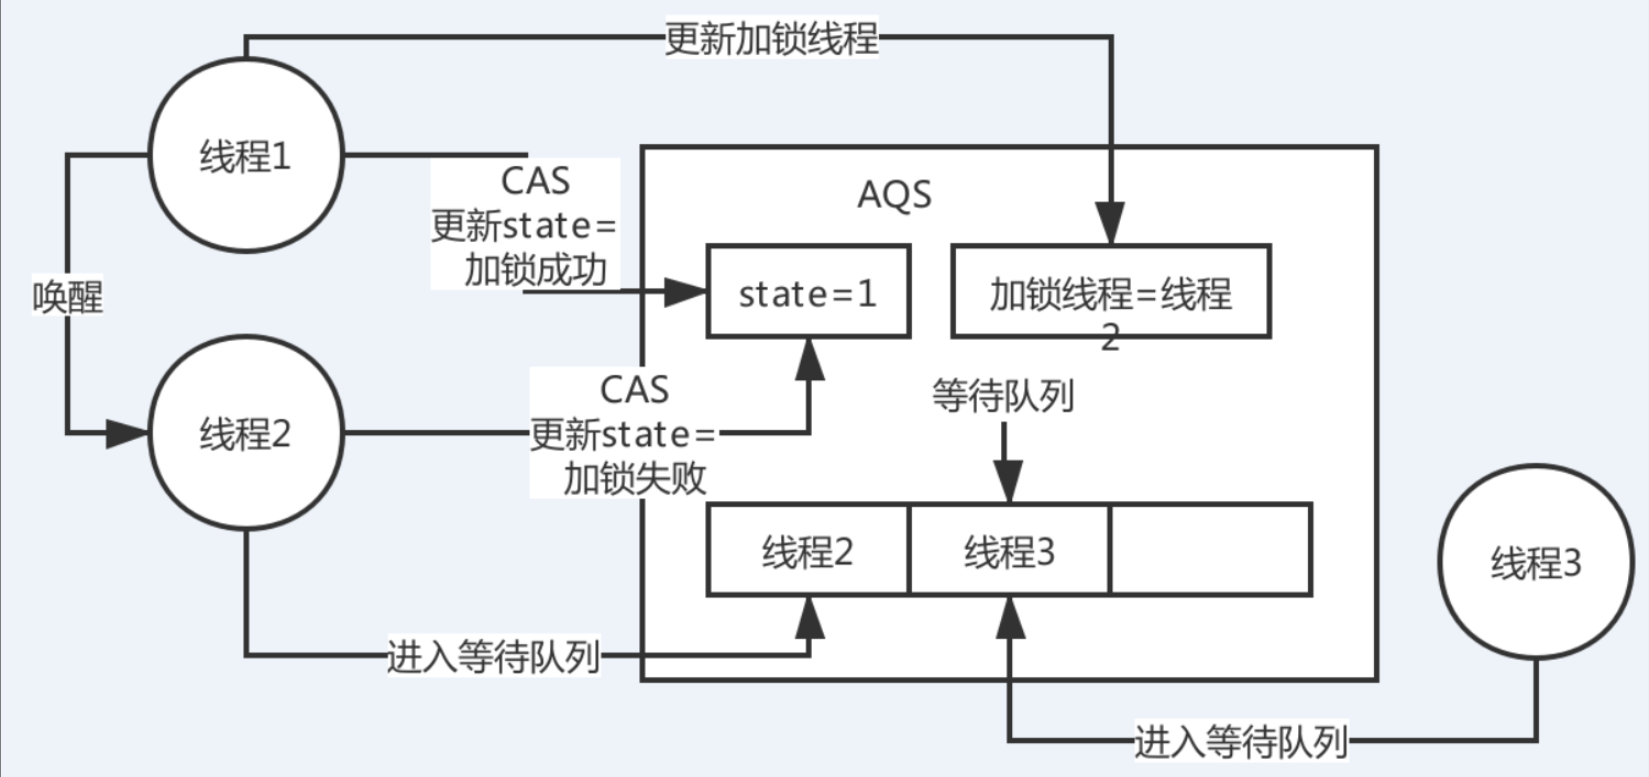 更新加锁线程
线程1
CAS
更新state=
加锁成功
AQS
唤醒
state=1
加锁线程=线程
2
CAS
更新state=
加锁失败
等待队列
线程2
线程2
线程3
线程3
进入等待队列
进入等待队列